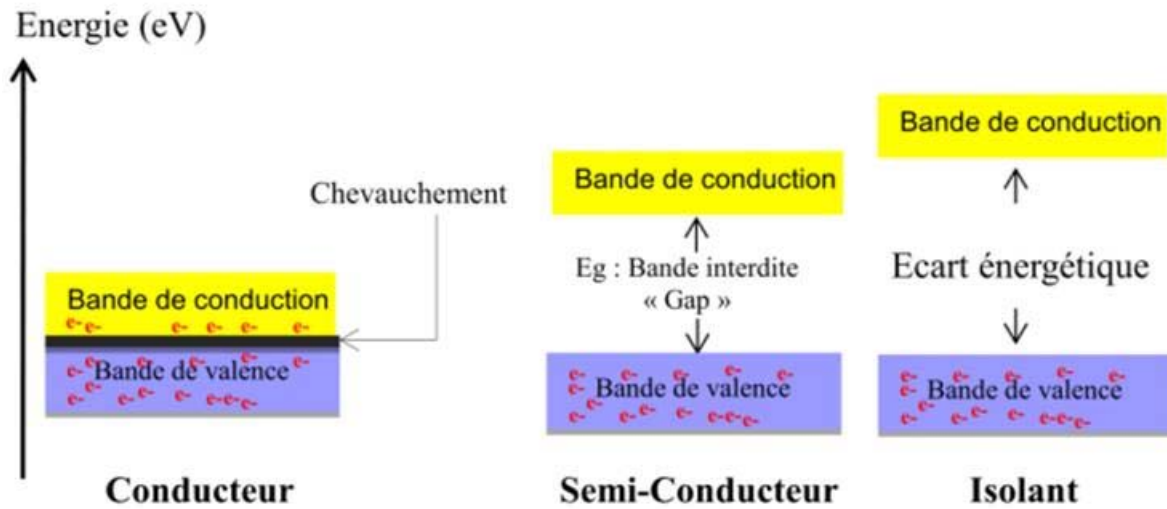 Energie (eV)
Bande de conduction
Bande de conduction
Chevauchement
Eg : Bande interdite
« Gap »
Ecart énergétique
Bande de conduction
e- e- e- e- e- e- e-
e- e- e- e- e-
e- Bande de valence
e-
e- e- e- e- e-e-e-
e- e- e- e- e- e-
e- Bande de valence
e- e-
e- e- e- e- e-e-e-
e- e- e- e- e- e-
e- Bande de valence
e- e-
e- e- e- e- e-e-e-
Conducteur
Semi-Conducteur
Isolant